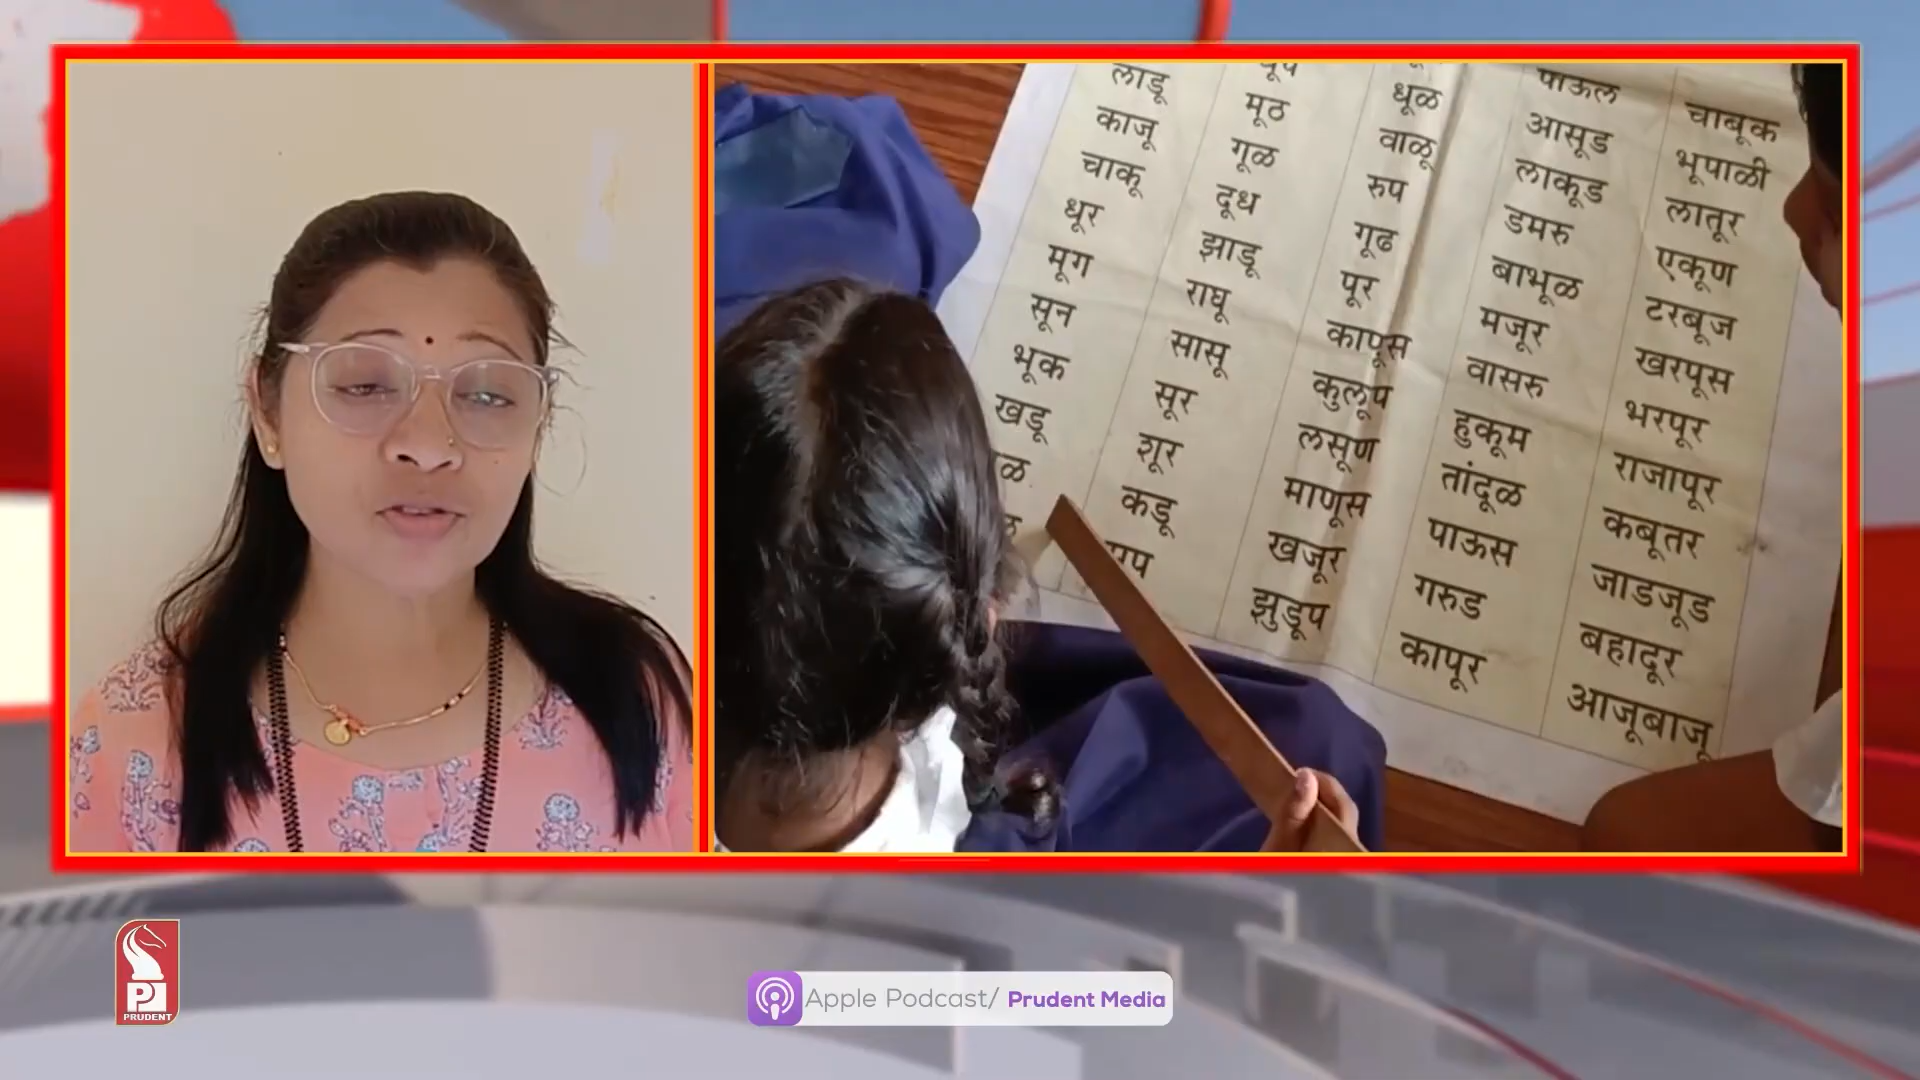 लाडू
काजू
चाकू
धूर
मूग
सून
भूक
खडू
मूठ
गूळ
दूध
झाडू
राघू
सासू
सूर
शूर
कडू
धूळ
वाळू
रुप
गूढ
पूर
कापूस
कुलूप
लसूण
माणूस
खजूर
झुडूप
पाऊल
आसूड
लाकूड
डमरु
बाभूळ
मजूर
वासरु
हुकूम
तांदूळ
पाऊस
गरुड
कापूर
चाबूक
भूपाळी
लातूर
एकूण
टरबूज
खरपूस
भरपूर
राजापूर
कबूतर
जाडजूड
बहादूर
आजूबाजू
P
PRUDENT
Apple Podcast/ Prudent Media